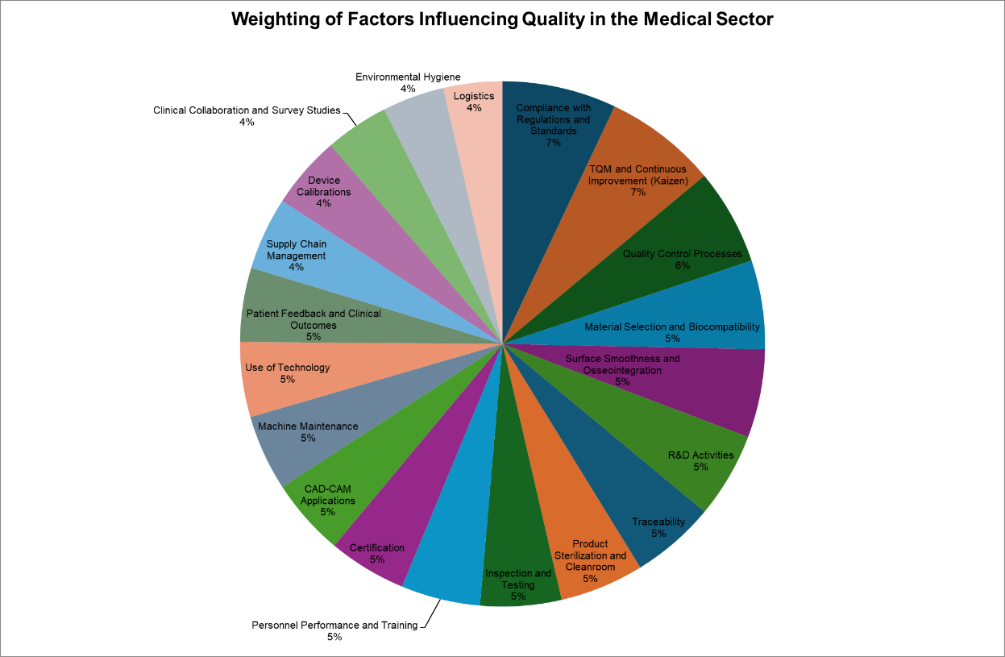 Weighting of Factors Influencing Quality in the Medical Sector
Compliance with
Regulations and
Standards
7%
TQM and Continuous
Improvement (Kaizen)
7%
Quality Control Processes
6%
Material Selection and Biocompatibility
5%
Surface Smoothness and
Osseointegration
5%
R&D Activities
5%
Traceability
5%
Product
Sterilization and
Cleanroom
5%
Inspection and
Testing
5%
Personnel Performance and Training
5%
Certification
5%
CAD-CAM
Applications
5%
Machine Maintenance
5%
Use of Technology
5%
Patient Feedback and Clinical
Outcomes
5%
Supply Chain
Management
4%
Device
Calibrations
4%
Clinical Collaboration and Survey Studies
4%
Environmental Hygiene
4%
Logistics
4%